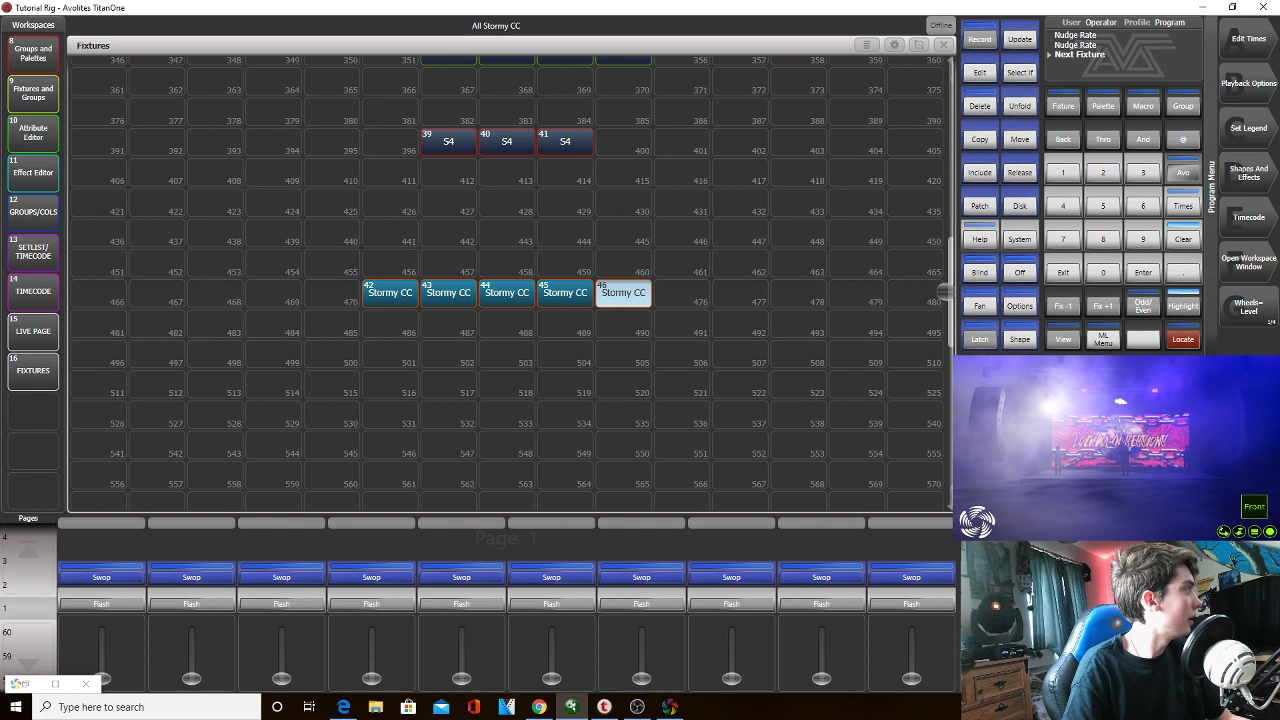 Tutorial Rig - Avolites TitanOne
Workspaces
All Stormy CC
Offline
Fixtures
8 Groups and Palettes
9 Fixtures and Groups
10 Attribute Editor
11 Effect Editor
12 GROUPS/COLS
13 SETLIST/ TIMECODE
14 TIMECODE
15 LIVE PAGE
16 FIXTURES
346 347 348 349 350 351 356 357 358 359 360
361 362 363 364 365 366 367 368 369 370 371 372 373 374 375
376 377 378 379 380 381 382 383 384 385 386 387 388 389 390
39 S4 40 S4 41 S4
391 392 393 394 395 396 400 401 402 403 404 405
406 407 408 409 410 411 412 413 414 415 416 417 418 419 420
421 422 423 424 425 426 427 428 429 430 431 432 433 434 435
436 437 438 439 440 441 442 443 444 445 446 447 448 449 450
451 452 453 454 455 456 457 458 459 460 461 462 463 464 465
42 Stormy CC 43 Stormy CC 44 Stormy CC 45 Stormy CC 46 Stormy CC
466 467 468 469 470 476 477 478 479 480
481 482 483 484 485 486 487 488 489 490 491 492 493 494 495
496 497 498 499 500 501 502 503 504 505 506 507 508 509 510
511 512 513 514 515 516 517 518 519 520 521 522 523 524 525
526 527 528 529 530 531 532 533 534 535 536 537 538 539 540
541 542 543 544 545 546 547 548 549 550 551 552 553 554 555
556 557 558 559 560 561 562 563 564 565 566 567 568 569 570
Pages
4
3
2
1
60
59
Page: 1
Swop Swop Swop Swop Swop Swop Swop Swop Swop Swop
Flash Flash Flash Flash Flash Flash Flash Flash Flash Flash
User Operator Profile Program
Nudge Rate
Nudge Rate
Next Fixture
Record Update
Edit Select If
Delete Unfold Fixture Palette Macro Group
Copy Move Back Thro And @
Include Release 1 2 3 Avo
Patch Disk 4 5 6 Times
Help System 7 8 9 Clear
Blind Off Exit 0 Enter .
Fan Options Fix -1 Fix +1 Odd/ Even Highlight
Latch Shape View ML Menu Locate
Program Menu
Edit Times
Playback Options
Set Legend
Shapes And Effects
Timecode
Open Workspace Window
Wheels= Level
1/4
LOCKDOWN SESSIONS
Front
Type here to search